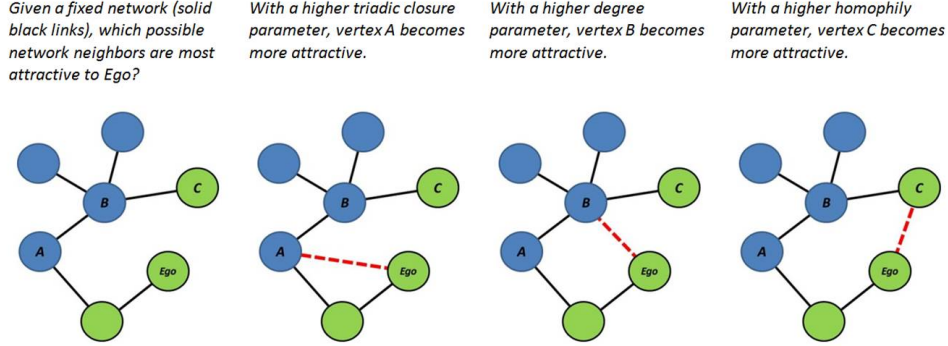 Given a fixed network (solid
black links), which possible
network neighbors are most
attractive to Ego?
With a higher triadic closure
parameter, vertex A becomes
more attractive.
With a higher degree
parameter, vertex B becomes
more attractive.
With a higher homophily
parameter, vertex C becomes
more attractive.
C
B
A
Ego
C
B
A
Ego
C
B
A
Ego
C
B
A
Ego